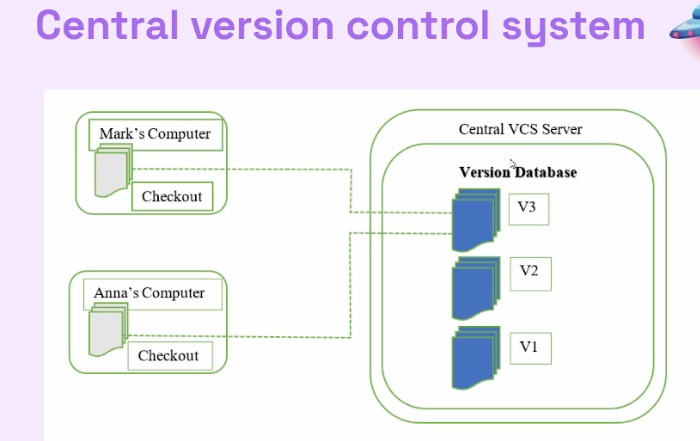 Central version control system
Mark's Computer
Checkout
Anna's Computer
Checkout
Central VCS Server
Version Database
V3
V2
V1